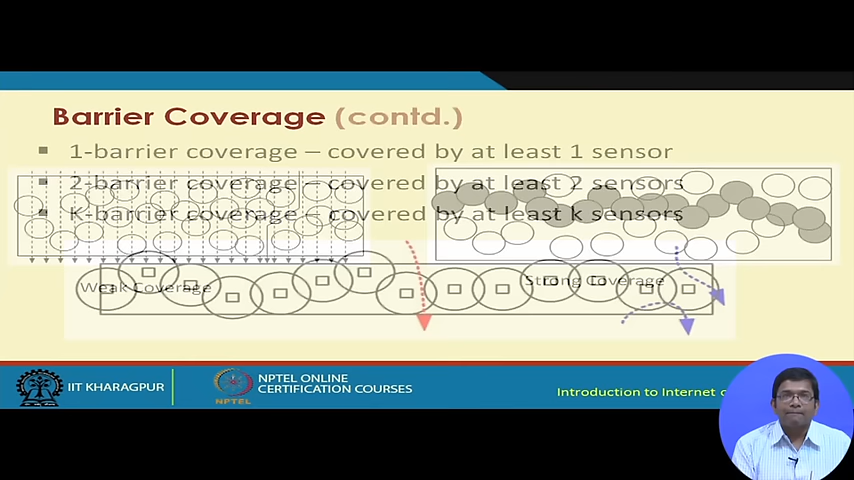 Barrier Coverage (contd.)
1-barrier coverage – covered by at least 1 sensor
2-barrier coverage – covered by at least 2 sensors
K-barrier coverage – covered by at least k sensors
Weak Coverage
Strong Coverage
IIT KHARAGPUR
NPTEL ONLINE
CERTIFICATION COURSES
NPTEL
Introduction to Internet